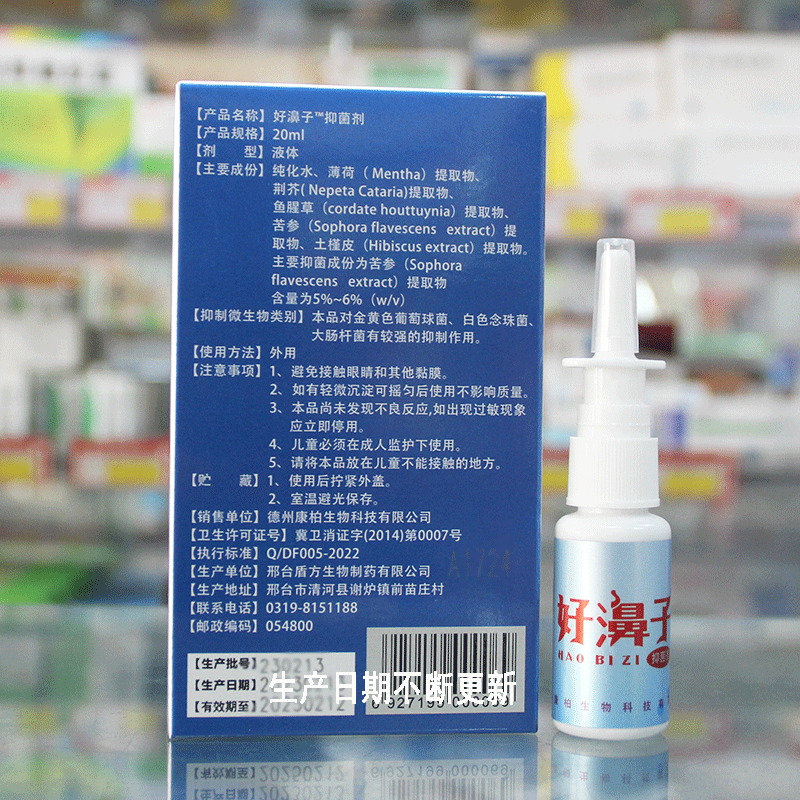 【产品名称】好濞子™抑菌剂
【产品规格】20ml
【剂 型】液体
【主要成份】纯化水、薄荷（Mentha）提取物、
荆芥( Nepeta Cataria)提取物、
鱼腥草（cordate houttuynia）提取物、
苦参（Sophora flavescens extract）提
取物、土槿皮（Hibiscus extract）提取物。
主要抑菌成份为苦参（Sophora
flavescens extract）提取物
含量为5%~6%（w/v）
【抑制微生物类别】本品对金黄色葡萄球菌、白色念珠菌、
大肠杆菌有较强的抑制作用。
【使用方法】外用
【注意事项】1、避免接触眼睛和其他黏膜。
2、如有轻微沉淀可摇匀后使用不影响质量。
3、本品尚未发现不良反应,如出现过敏现象
应立即停用。
4、儿童必须在成人监护下使用。
5、请将本品放在儿童不能接触的地方。
【贮 藏】1、使用后拧紧外盖。
2、室温避光保存。
【销售单位】德州康柏生物科技有限公司
【卫生许可证号】冀卫消证字(2014)第0007号
【执行标准】Q/DF005-2022
【生产单位】邢台盾方生物制药有限公司
【生产地址】邢台市清河县谢炉镇前苗庄村
【联系电话】0319-8151188
【邮政编码】054800
A1724
【生产批号】230213
【生产日期】
【有效期至】20250212
生产日期不断更新
6 927199 000069
好濞子
HAO BI ZI
抑菌
康柏生物科技有